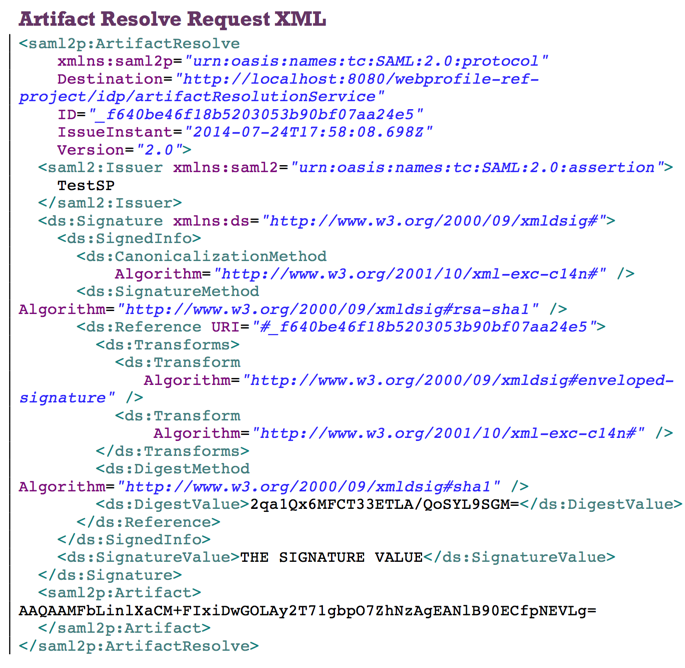 Artifact Resolve Request XML
<saml2p:ArtifactResolve
xmlns:saml2p="urn:oasis:names:tc:SAML:2.0:protocol"
Destination="http://localhost:8080/webprofile-ref-
project/idp/artifactResolutionService"
ID="_f640be46f18b5203053b90bf07aa24e5"
IssueInstant="2014-07-24T17:58:08.698Z"
Version="2.0">
<saml2:Issuer xmlns:saml2="urn:oasis:names:tc:SAML:2.0:assertion">
TestSP
</saml2:Issuer>
<ds:Signature xmlns:ds="http://www.w3.org/2000/09/xmldsig#">
<ds:SignedInfo>
<ds:CanonicalizationMethod
Algorithm="http://www.w3.org/2001/10/xml-exc-c14n#" />
<ds:SignatureMethod
Algorithm="http://www.w3.org/2000/09/xmldsig#rsa-sha1" />
<ds:Reference URI="#_f640be46f18b5203053b90bf07aa24e5">
<ds:Transforms>
<ds:Transform
Algorithm="http://www.w3.org/2000/09/xmldsig#enveloped-
signature" />
<ds:Transform
Algorithm="http://www.w3.org/2001/10/xml-exc-c14n#" />
</ds:Transforms>
<ds:DigestMethod
Algorithm="http://www.w3.org/2000/09/xmldsig#sha1" />
<ds:DigestValue>2qa1Qx6MFCT33ETLA/QoSYL9SGM=</ds:DigestValue>
</ds:Reference>
</ds:SignedInfo>
<ds:SignatureValue>THE SIGNATURE VALUE</ds:SignatureValue>
</ds:Signature>
<saml2p:Artifact>
AAQAAMFbLinlXaCM+FIxiDwGOLAy2T71gbpO7ZhNzAgEANlB90ECfpNEVLg=
</saml2p:Artifact>
</saml2p:ArtifactResolve>